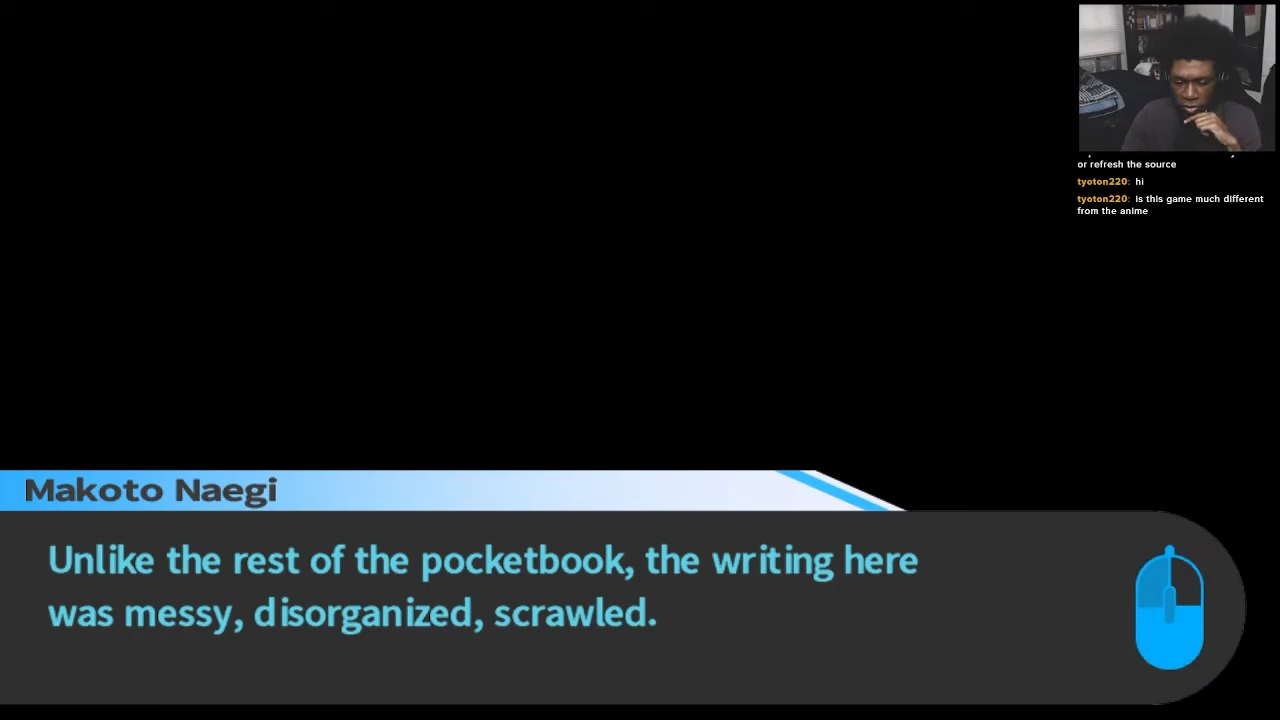 or refresh the source
tyoton220: hi
tyoton220: is this game much different
from the anime
Makoto Naegi
Unlike the rest of the pocketbook, the writing here
was messy, disorganized, scrawled.